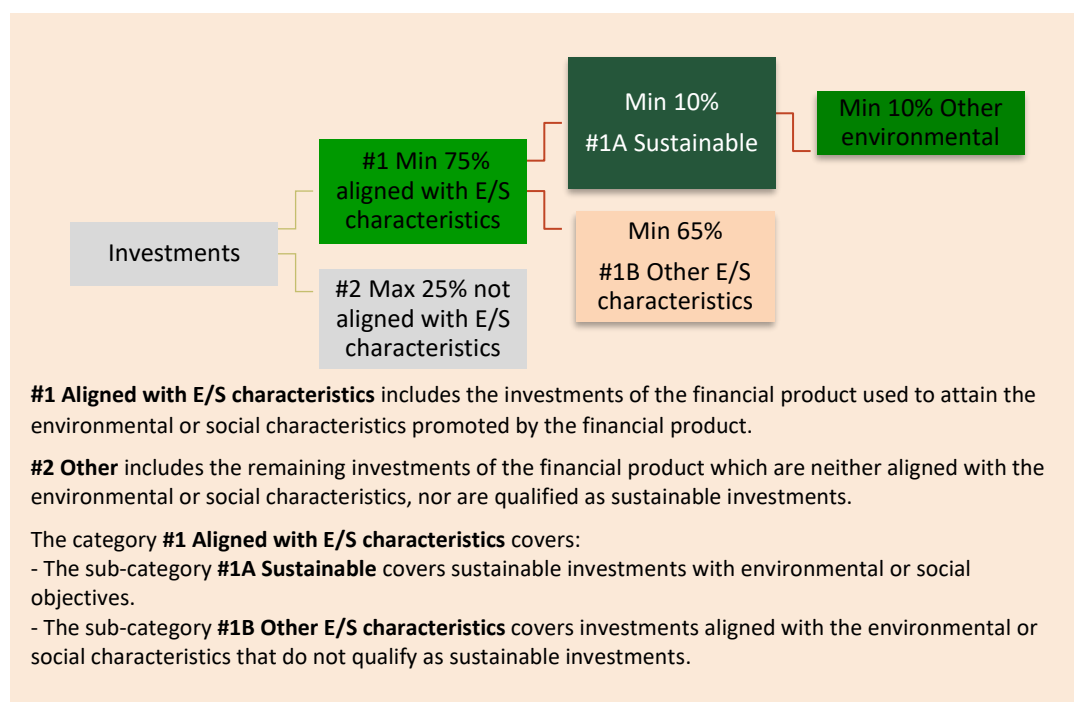 Min 10%
#1A Sustainable
Min 10% Other
environmental
#1 Min 75%
aligned with E/S
characteristics
Investments
Min 65%
#1B Other E/S
characteristics
#2 Max 25% not
aligned with E/S
characteristics
#1 Aligned with E/S characteristics includes the investments of the financial product used to attain the
environmental or social characteristics promoted by the financial product.
#2 Other includes the remaining investments of the financial product which are neither aligned with the
environmental or social characteristics, nor are qualified as sustainable investments.
The category #1 Aligned with E/S characteristics covers:
- The sub-category #1A Sustainable covers sustainable investments with environmental or social
objectives.
- The sub-category #1B Other E/S characteristics covers investments aligned with the environmental or
social characteristics that do not qualify as sustainable investments.